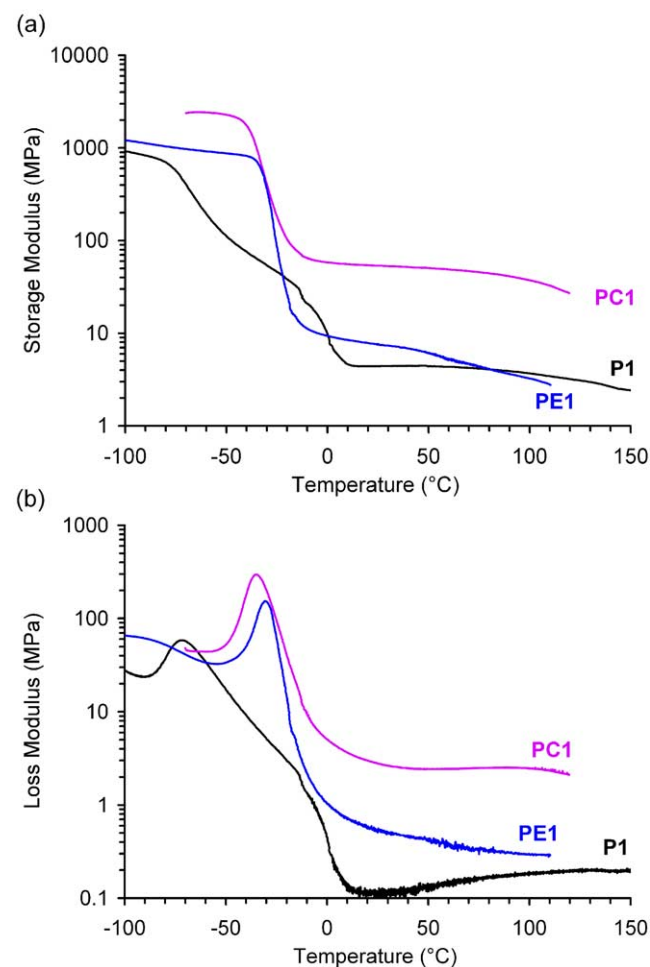 (a)
10000
1000
100
10
1
Storage Modulus (MPa)
PC1
P1
PE1
-100 -50 0 50 100 150
Temperature (°C)
(b)
1000
100
10
1
0.1
Loss Modulus (MPa)
PC1
PE1
P1
-100 -50 0 50 100 150
Temperature (°C)